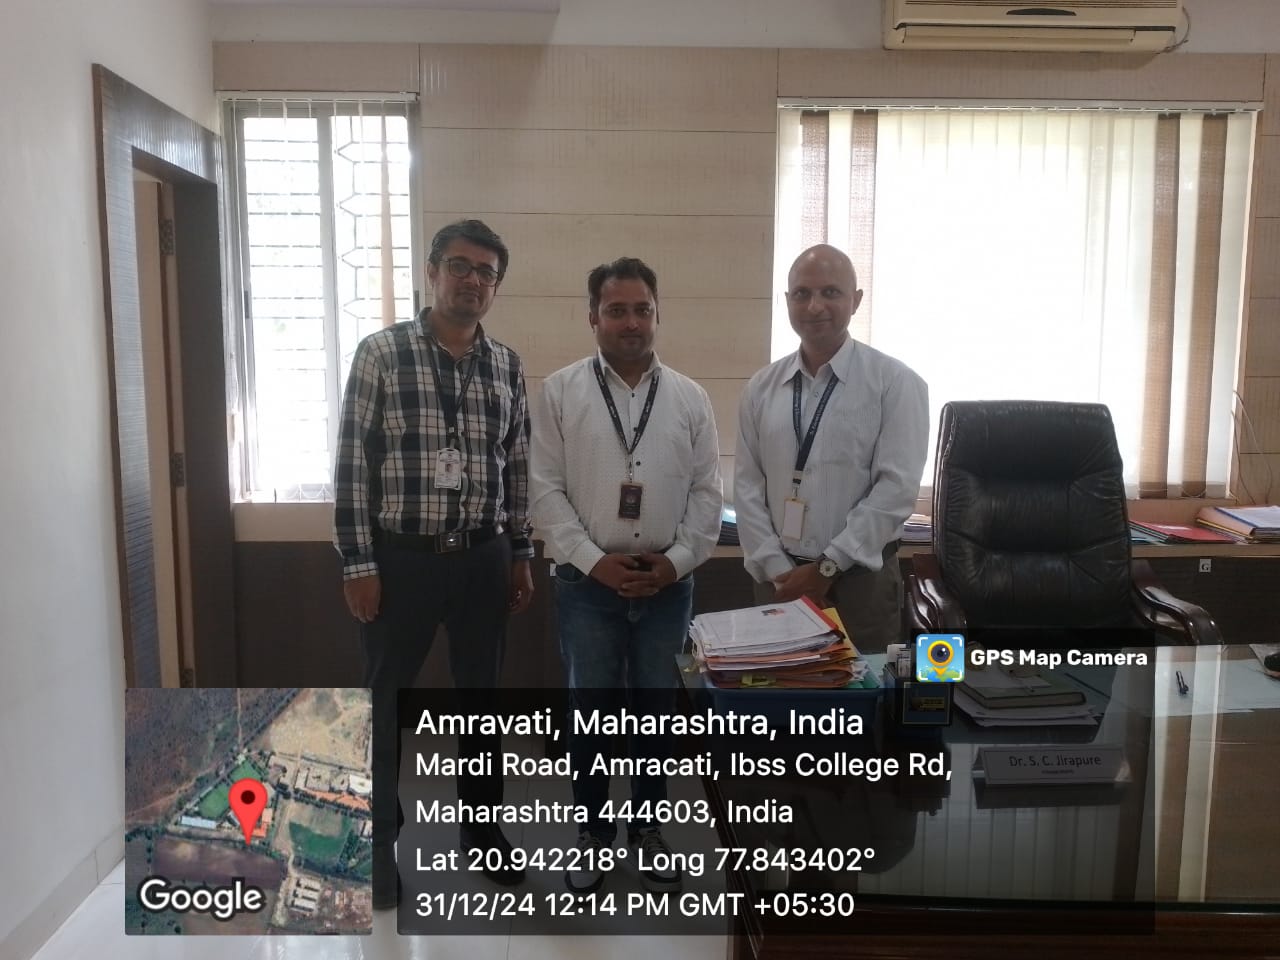 GPS Map Camera
Dr. S. C. Jirapure
Amravati, Maharashtra, India
Mardi Road, Amracati, Ibss College Rd,
Maharashtra 444603, India
Lat 20.942218° Long 77.843402°
31/12/24 12:14 PM GMT +05:30
Google
G